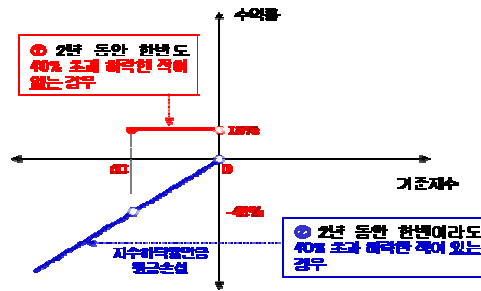 수익률
① 2년 동안 한번도
40% 초과 하락한 적이
없는 경우
0
기준지수
-40%
지수하락률만큼
원금손실
② 2년 동안 한번이라도
40% 초과 하락한 적이 있는
경우